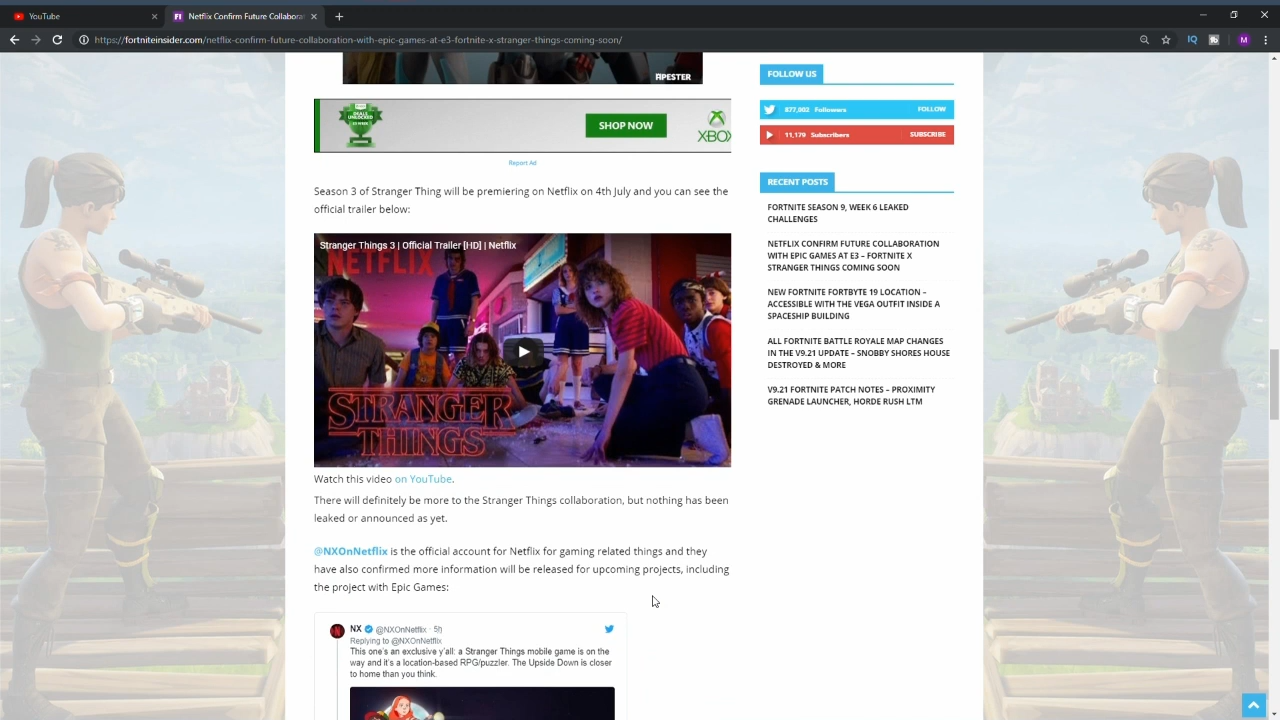 YouTube
Netflix Confirm Future Collaborat
https://fortniteinsider.com/netflix-confirm-future-collaboration-with-epic-games-at-e3-fortnite-x-stranger-things-coming-soon/
IQ
M
APESTER
DEALS
UNLOCKED
SHOP NOW
XBOX
Report Ad
Season 3 of Stranger Thing will be premiering on Netflix on 4th July and you can see the
official trailer below:
Stranger Things 3 | Official Trailer [HD] | Netflix
NETFLIX
STRANGER
THINGS
Watch this video on YouTube.
There will definitely be more to the Stranger Things collaboration, but nothing has been
leaked or announced as yet.
@NXOnNetflix is the official account for Netflix for gaming related things and they
have also confirmed more information will be released for upcoming projects, including
the project with Epic Games:
NX @NXOnNetflix ·
Replying to @NXOnNetflix
This one's an exclusive y'all: a Stranger Things mobile game is on the
way and it's a location-based RPG/puzzler. The Upside Down is closer
to home than you think.
FOLLOW US
877,002 Followers FOLLOW
11,179 Subscribers SUBSCRIBE
RECENT POSTS
FORTNITE SEASON 9, WEEK 6 LEAKED
CHALLENGES
NETFLIX CONFIRM FUTURE COLLABORATION
WITH EPIC GAMES AT E3 – FORTNITE X
STRANGER THINGS COMING SOON
NEW FORTNITE FORTBYTE 19 LOCATION –
ACCESSIBLE WITH THE VEGA OUTFIT INSIDE A
SPACESHIP BUILDING
ALL FORTNITE BATTLE ROYALE MAP CHANGES
IN THE V9.21 UPDATE – SNOBBY SHORES HOUSE
DESTROYED & MORE
V9.21 FORTNITE PATCH NOTES – PROXIMITY
GRENADE LAUNCHER, HORDE RUSH LTM